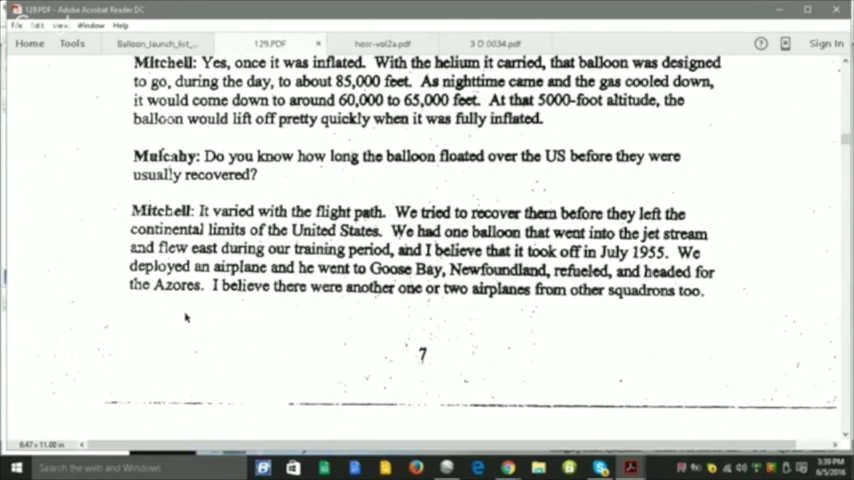 129.PDF - Adobe Acrobat Reader DC
File Edit View Window Help
Home Tools Balloon_launch_list_... 129.PDF × hosr-vol2a.pdf 3 D 0034.pdf Sign In
Mitchell: Yes, once it was inflated. With the helium it carried, that balloon was designed
to go, during the day, to about 85,000 feet. As nighttime came and the gas cooled down,
it would come down to around 60,000 to 65,000 feet. At that 5000-foot altitude, the
balloon would lift off pretty quickly when it was fully inflated.
Mulcahy: Do you know how long the balloon floated over the US before they were
usually recovered?
Mitchell: It varied with the flight path. We tried to recover them before they left the
continental limits of the United States. We had one balloon that went into the jet stream
and flew east during our training period, and I believe that it took off in July 1955. We
deployed an airplane and he went to Goose Bay, Newfoundland, refueled, and headed for
the Azores. I believe there were another one or two airplanes from other squadrons too.
7
8.47 x 11.00 in
Search the web and Windows
3:39 PM
6/5/2016